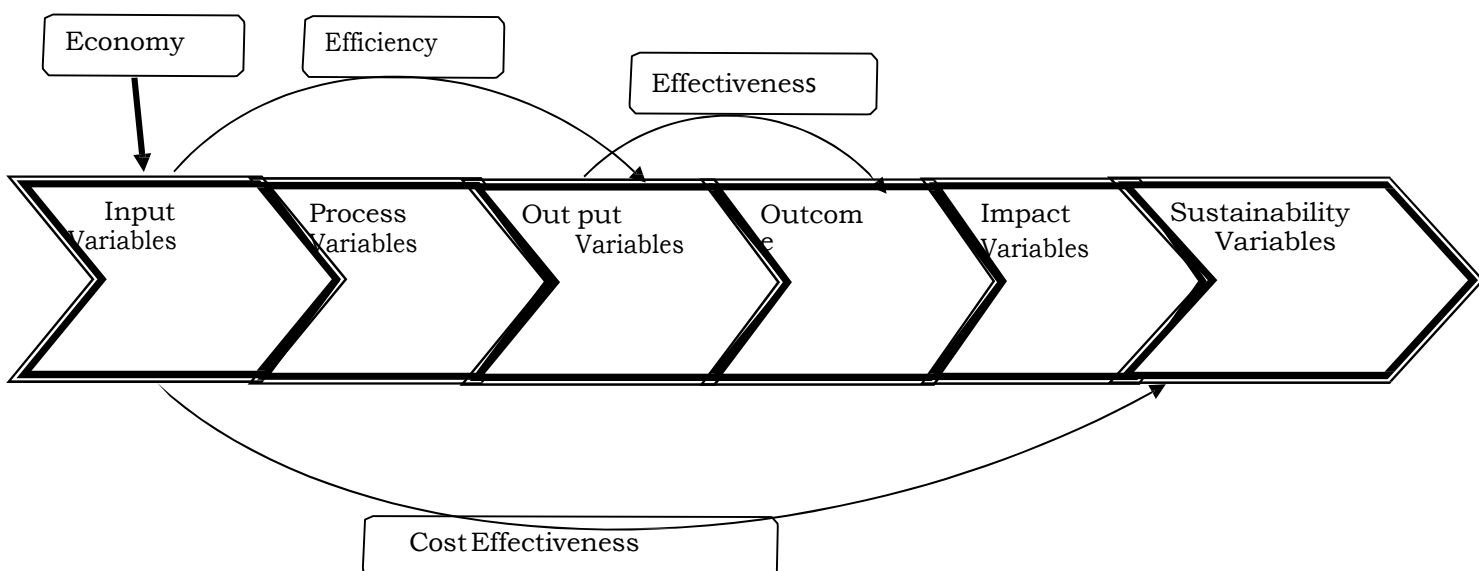 Economy
Efficiency
Effectiveness
Input
Variables
Process
Variables
Out put
Variables
Outcom
e
Impact
Variables
Sustainability
Variables
Cost Effectiveness